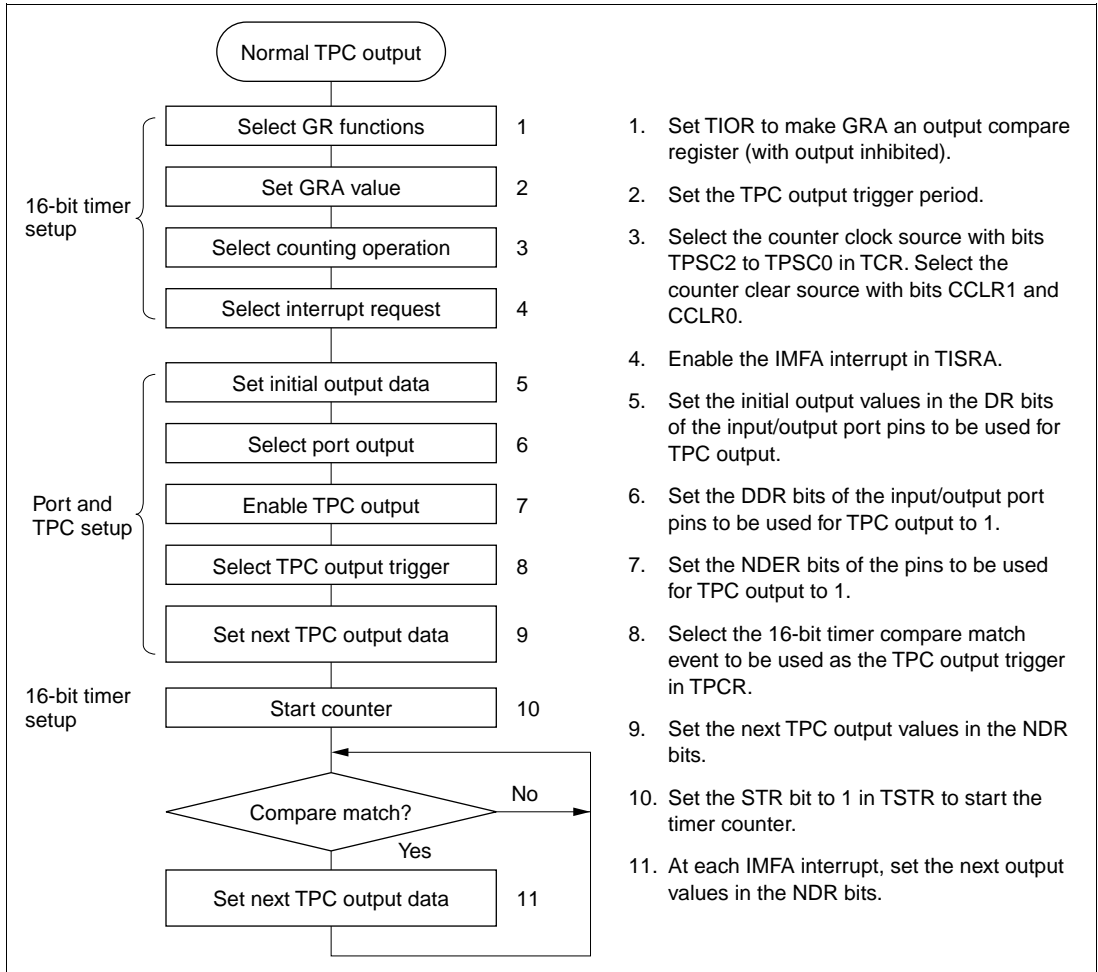 Normal TPC output
16-bit timer
setup
Select GR functions 1
Set GRA value 2
Select counting operation 3
Select interrupt request 4
Port and
TPC setup
Set initial output data 5
Select port output 6
Enable TPC output 7
Select TPC output trigger 8
Set next TPC output data 9
16-bit timer
setup
Start counter 10
Compare match?
No
Yes
Set next TPC output data 11
1. Set TIOR to make GRA an output compare
register (with output inhibited).
2. Set the TPC output trigger period.
3. Select the counter clock source with bits
TPSC2 to TPSC0 in TCR. Select the
counter clear source with bits CCLR1 and
CCLR0.
4. Enable the IMFA interrupt in TISRA.
5. Set the initial output values in the DR bits
of the input/output port pins to be used for
TPC output.
6. Set the DDR bits of the input/output port
pins to be used for TPC output to 1.
7. Set the NDER bits of the pins to be used
for TPC output to 1.
8. Select the 16-bit timer compare match
event to be used as the TPC output trigger
in TPCR.
9. Set the next TPC output values in the NDR
bits.
10. Set the STR bit to 1 in TSTR to start the
timer counter.
11. At each IMFA interrupt, set the next output
values in the NDR bits.